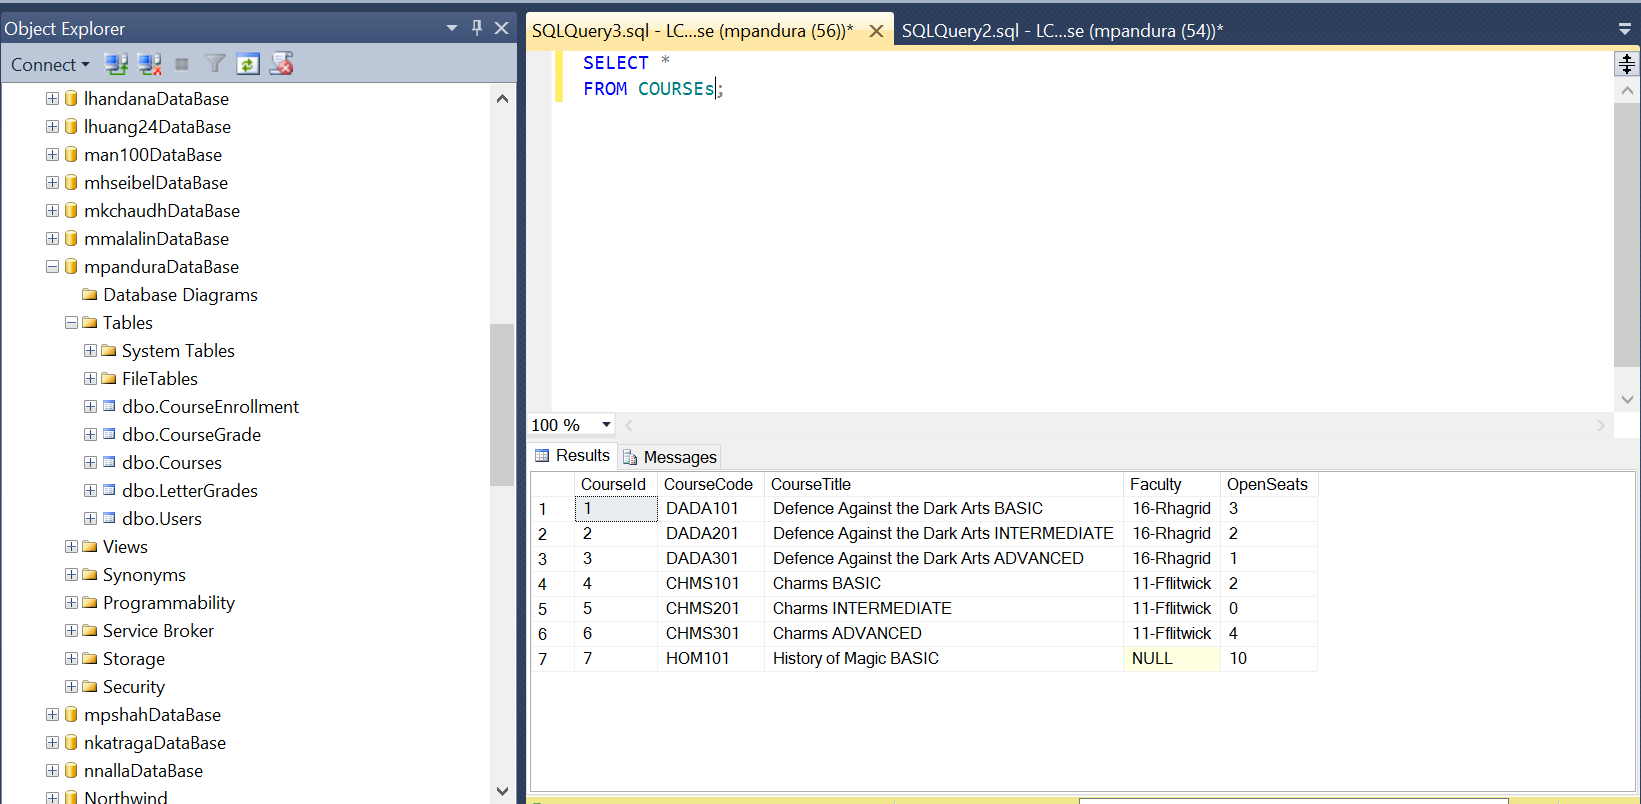 Object Explorer
Connect
lhandanaDataBase
lhuang24DataBase
man100DataBase
mhseibelDataBase
mkchaudhDataBase
mmalalinDataBase
mpanduraDataBase
Database Diagrams
Tables
System Tables
FileTables
dbo.CourseEnrollment
dbo.CourseGrade
dbo.Courses
dbo.LetterGrades
dbo.Users
Views
Synonyms
Programmability
Service Broker
Storage
Security
mpshahDataBase
nkatragaDataBase
nnallaDataBase
Northwind
SQLQuery3.sql - LC...se (mpandura (56))* SQLQuery2.sql - LC...se (mpandura (54))*
SELECT *
FROM COURSEs;
100 %
Results Messages
CourseId CourseCode CourseTitle Faculty OpenSeats
1 1 DADA101 Defence Against the Dark Arts BASIC 16-Rhagrid 3
2 2 DADA201 Defence Against the Dark Arts INTERMEDIATE 16-Rhagrid 2
3 3 DADA301 Defence Against the Dark Arts ADVANCED 16-Rhagrid 1
4 4 CHMS101 Charms BASIC 11-Fflitwick 2
5 5 CHMS201 Charms INTERMEDIATE 11-Fflitwick 0
6 6 CHMS301 Charms ADVANCED 11-Fflitwick 4
7 7 HOM101 History of Magic BASIC NULL 10